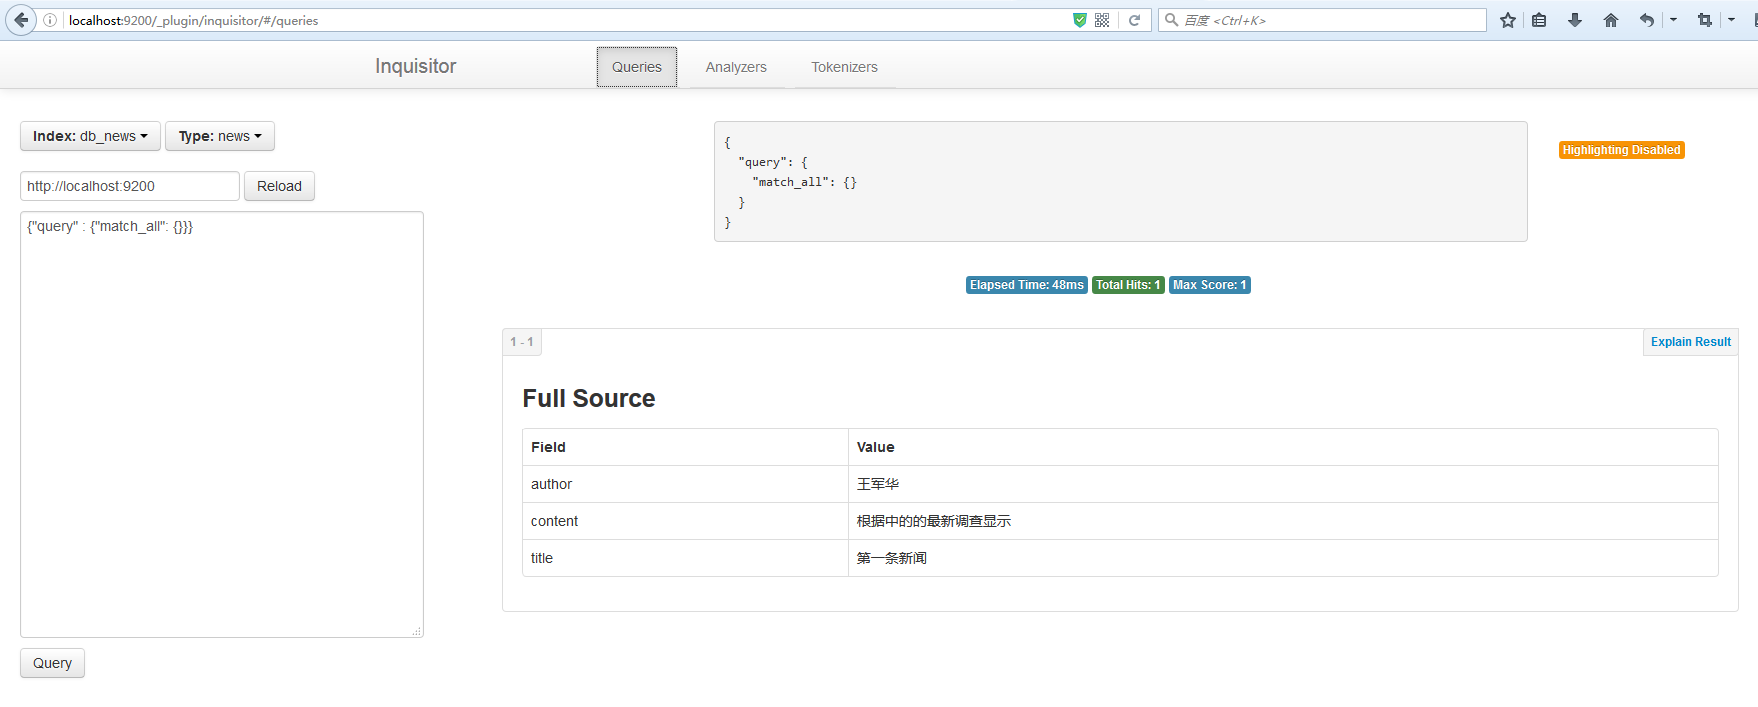 localhost:9200/_plugin/inquisitor/#/queries
百度 <Ctrl+K>
Inquisitor
Queries
Analyzers
Tokenizers
Index: db_news
Type: news
http://localhost:9200
Reload
{"query" : {"match_all": {}}}
Query
{
"query": {
"match_all": {}
}
}
Highlighting Disabled
Elapsed Time: 48ms
Total Hits: 1
Max Score: 1
1 - 1
Explain Result
Full Source
Field Value
author 王军华
content 根据中的的最新调查显示
title 第一条新闻